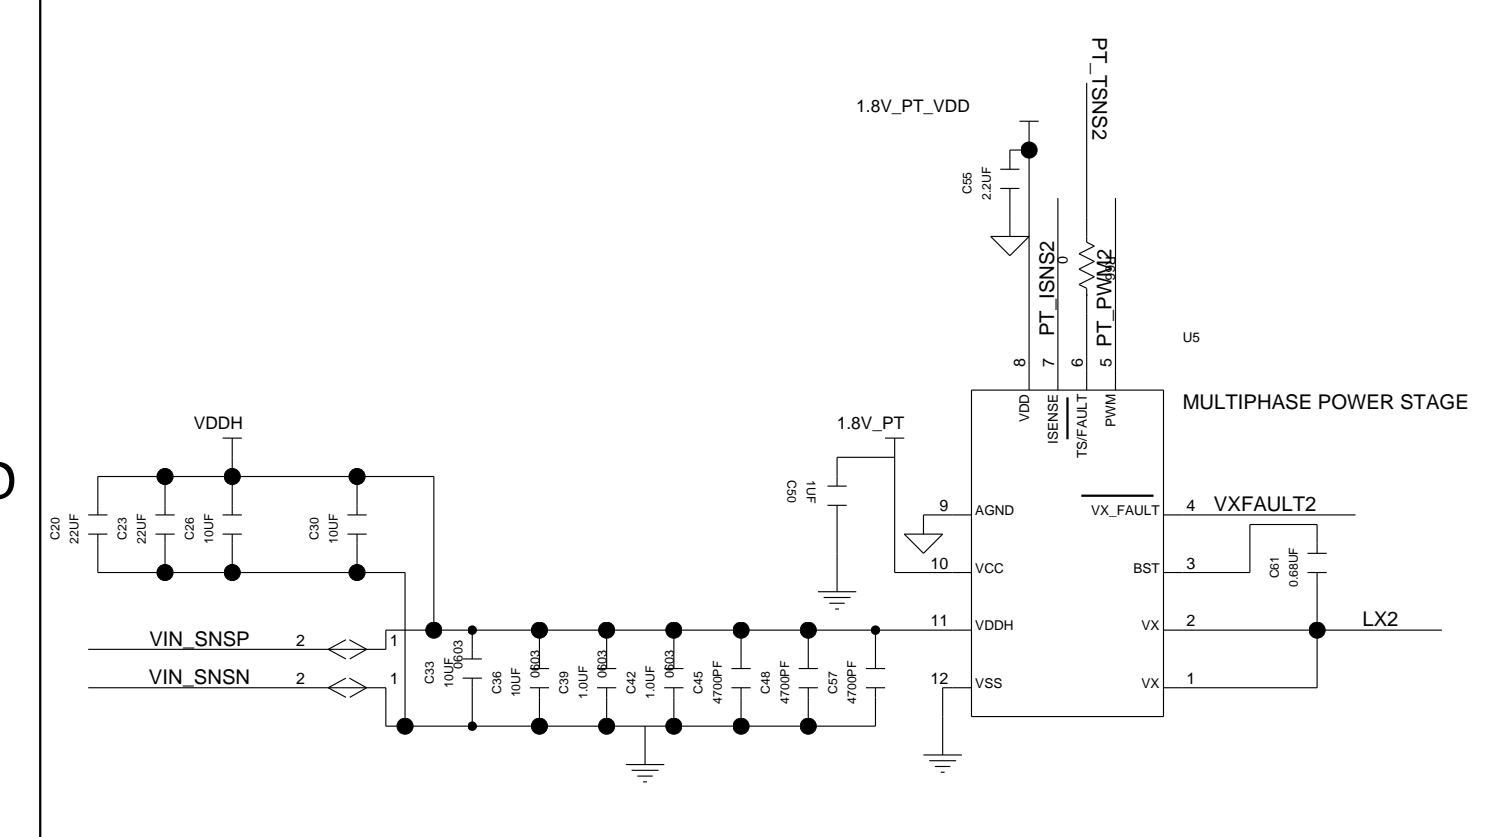 PT_TSNS2
1.8V_PT_VDD
C55
2.2UF
PT_ISNS2
0
PT_PWM2
8
7
6
5
U5
MULTIPHASE POWER STAGE
VDD
ISENSE
TS/FAULT
PWM
VDDH
1.8V_PT
C50
1UF
C20
22UF
C23
22UF
C26
10UF
C30
10UF
9
AGND
VX_FAULT
4
VXFAULT2
10
VCC
BST
3
C61
0.68UF
11
VDDH
VX
2
LX2
12
VSS
VX
1
VIN_SNSP
2
1
VIN_SNSN
2
1
C33
10UF
0603
C36
10UF
0603
C39
1.0UF
0603
C42
1.0UF
0603
C45
4700PF
C48
4700PF
C57
4700PF